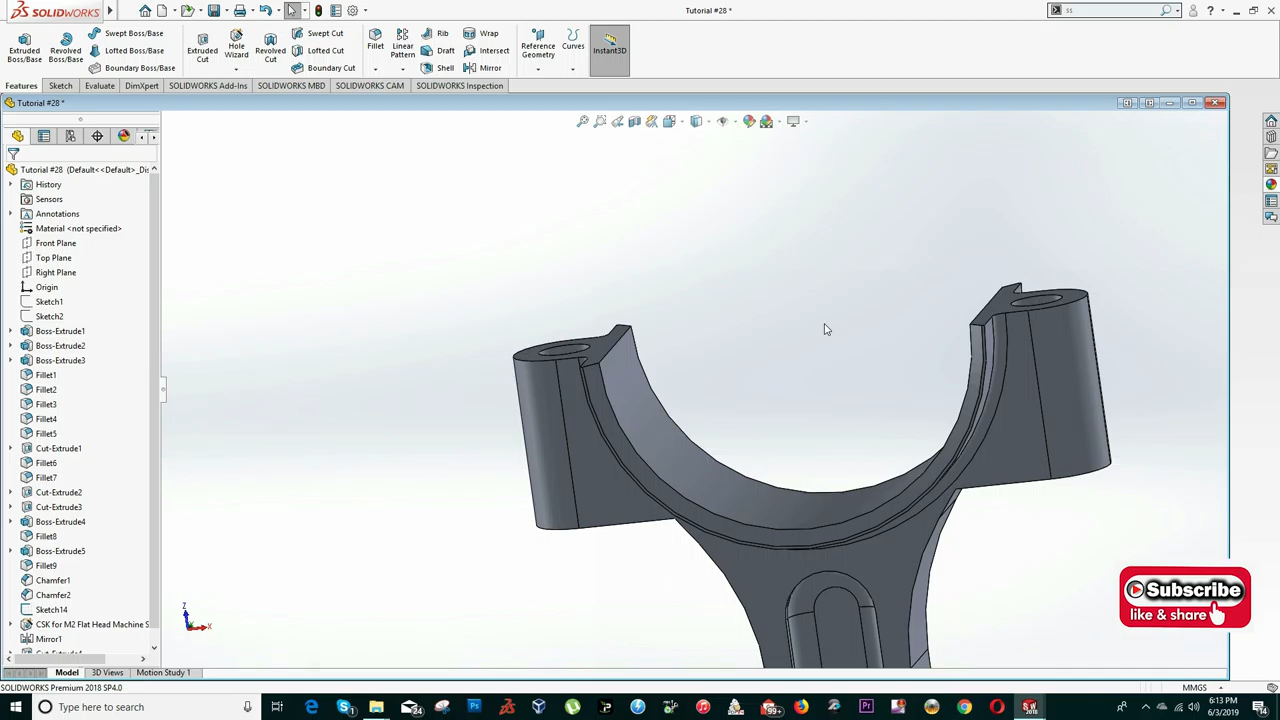 SOLIDWORKS
Tutorial #28 *
ss
Extruded Boss/Base
Revolved Boss/Base
Swept Boss/Base
Lofted Boss/Base
Boundary Boss/Base
Extruded Cut
Hole Wizard
Revolved Cut
Swept Cut
Lofted Cut
Boundary Cut
Fillet
Linear Pattern
Rib
Draft
Shell
Wrap
Intersect
Mirror
Reference Geometry
Curves
Instant3D
Features
Sketch
Evaluate
DimXpert
SOLIDWORKS Add-Ins
SOLIDWORKS MBD
SOLIDWORKS CAM
SOLIDWORKS Inspection
Tutorial #28 *
Tutorial #28 (Default<<Default>_Dis
History
Sensors
Annotations
Material <not specified>
Front Plane
Top Plane
Right Plane
Origin
Sketch1
Sketch2
Boss-Extrude1
Boss-Extrude2
Boss-Extrude3
Fillet1
Fillet2
Fillet3
Fillet4
Fillet5
Cut-Extrude1
Fillet6
Fillet7
Cut-Extrude2
Cut-Extrude3
Boss-Extrude4
Fillet8
Boss-Extrude5
Fillet9
Chamfer1
Chamfer2
Sketch14
CSK for M2 Flat Head Machine S
Mirror1
Z
X
Subscribe
like & share
Model
3D Views
Motion Study 1
SOLIDWORKS Premium 2018 SP4.0
MMGS
Type here to search
24
99+
SW
2018
6:13 PM
6/3/2019